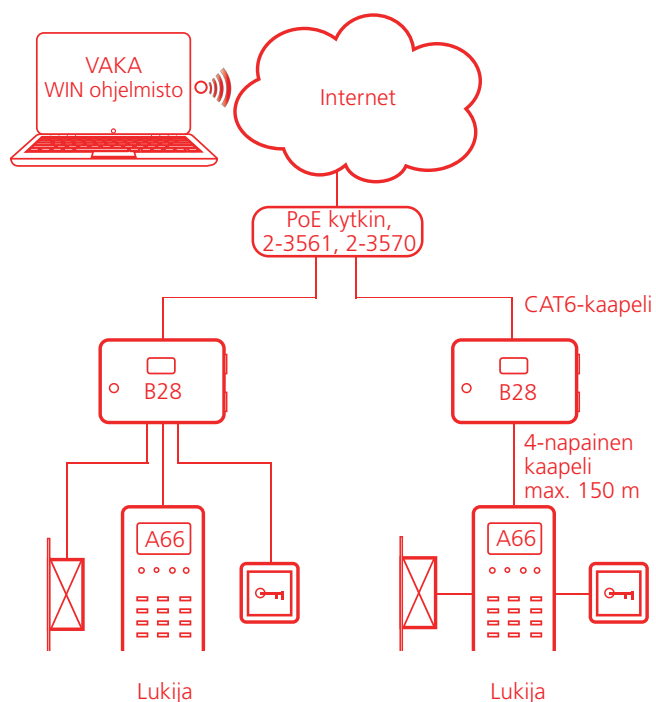 VAKA
WIN ohjelmisto
Internet
PoE kytkin,
2-3561, 2-3570
CAT6-kaapeli
B28
B28
4-napainen
kaapeli
max. 150 m
A66
A66
Lukija
Lukija